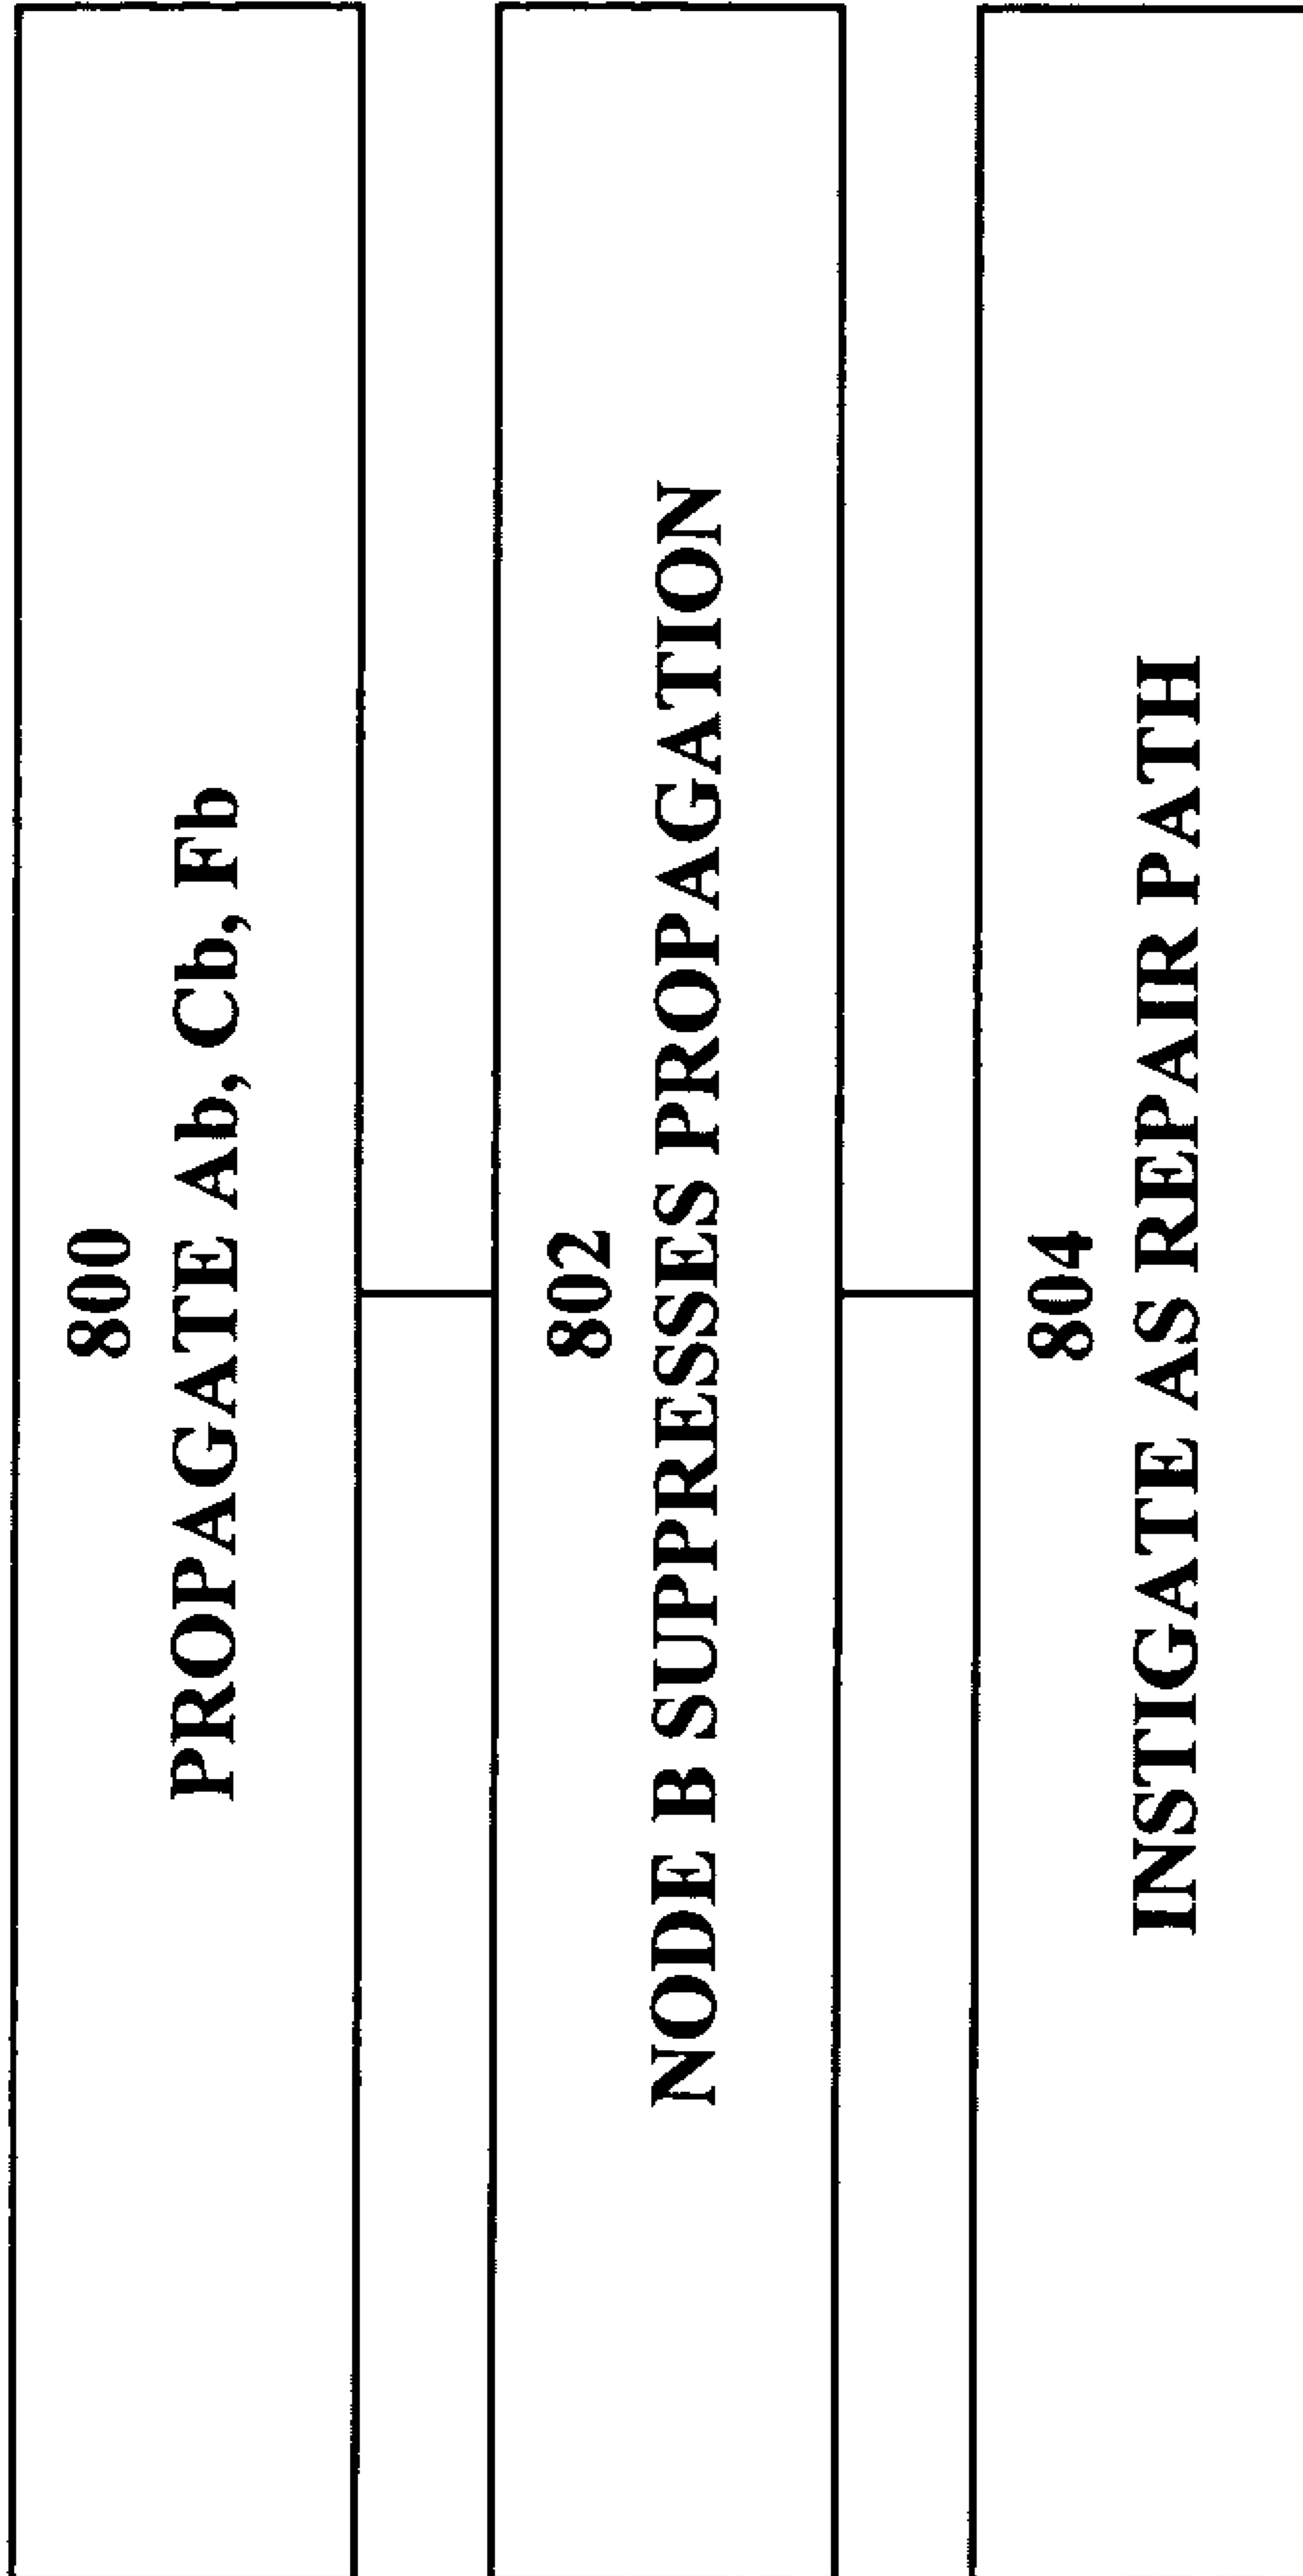 800
PROPAGATE Ab, Cb, Fb
802
NODE B SUPPRESSES PROPAGATION
804
INSTIGATE AS REPAIR PATH